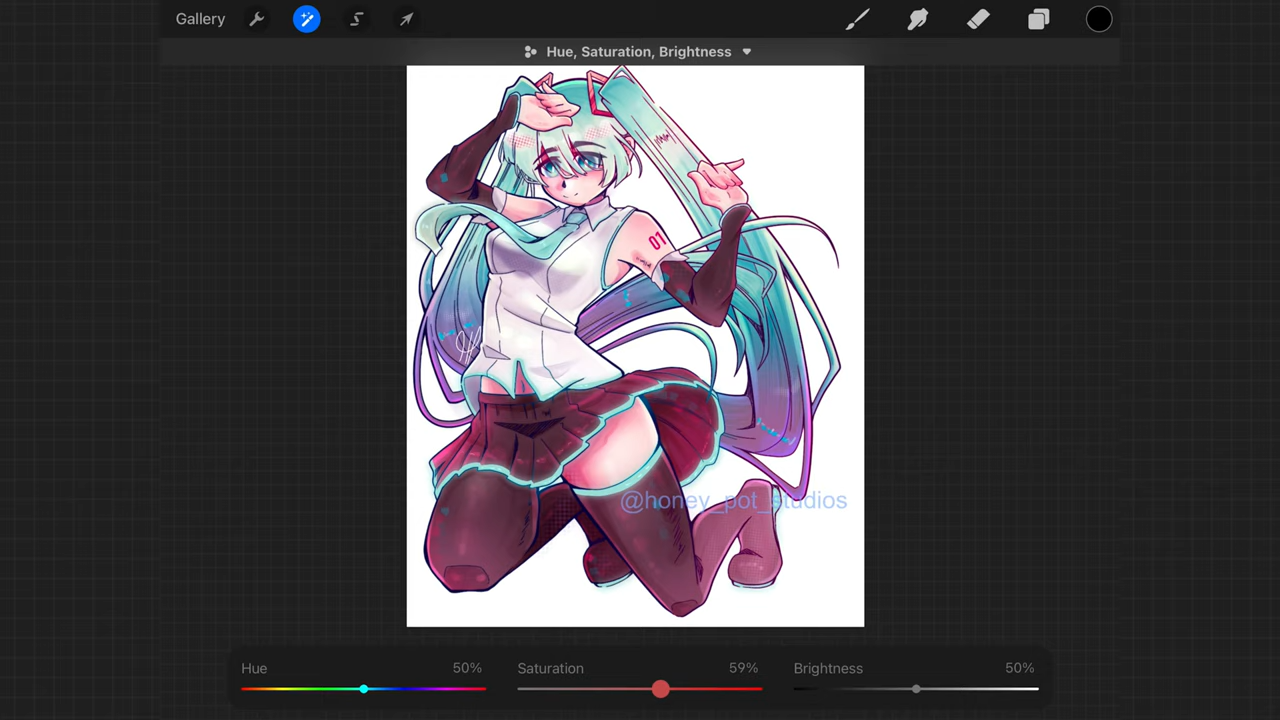 Gallery
Hue, Saturation, Brightness
01
@honey_pot_studios
Hue 50% Saturation 59% Brightness 50%